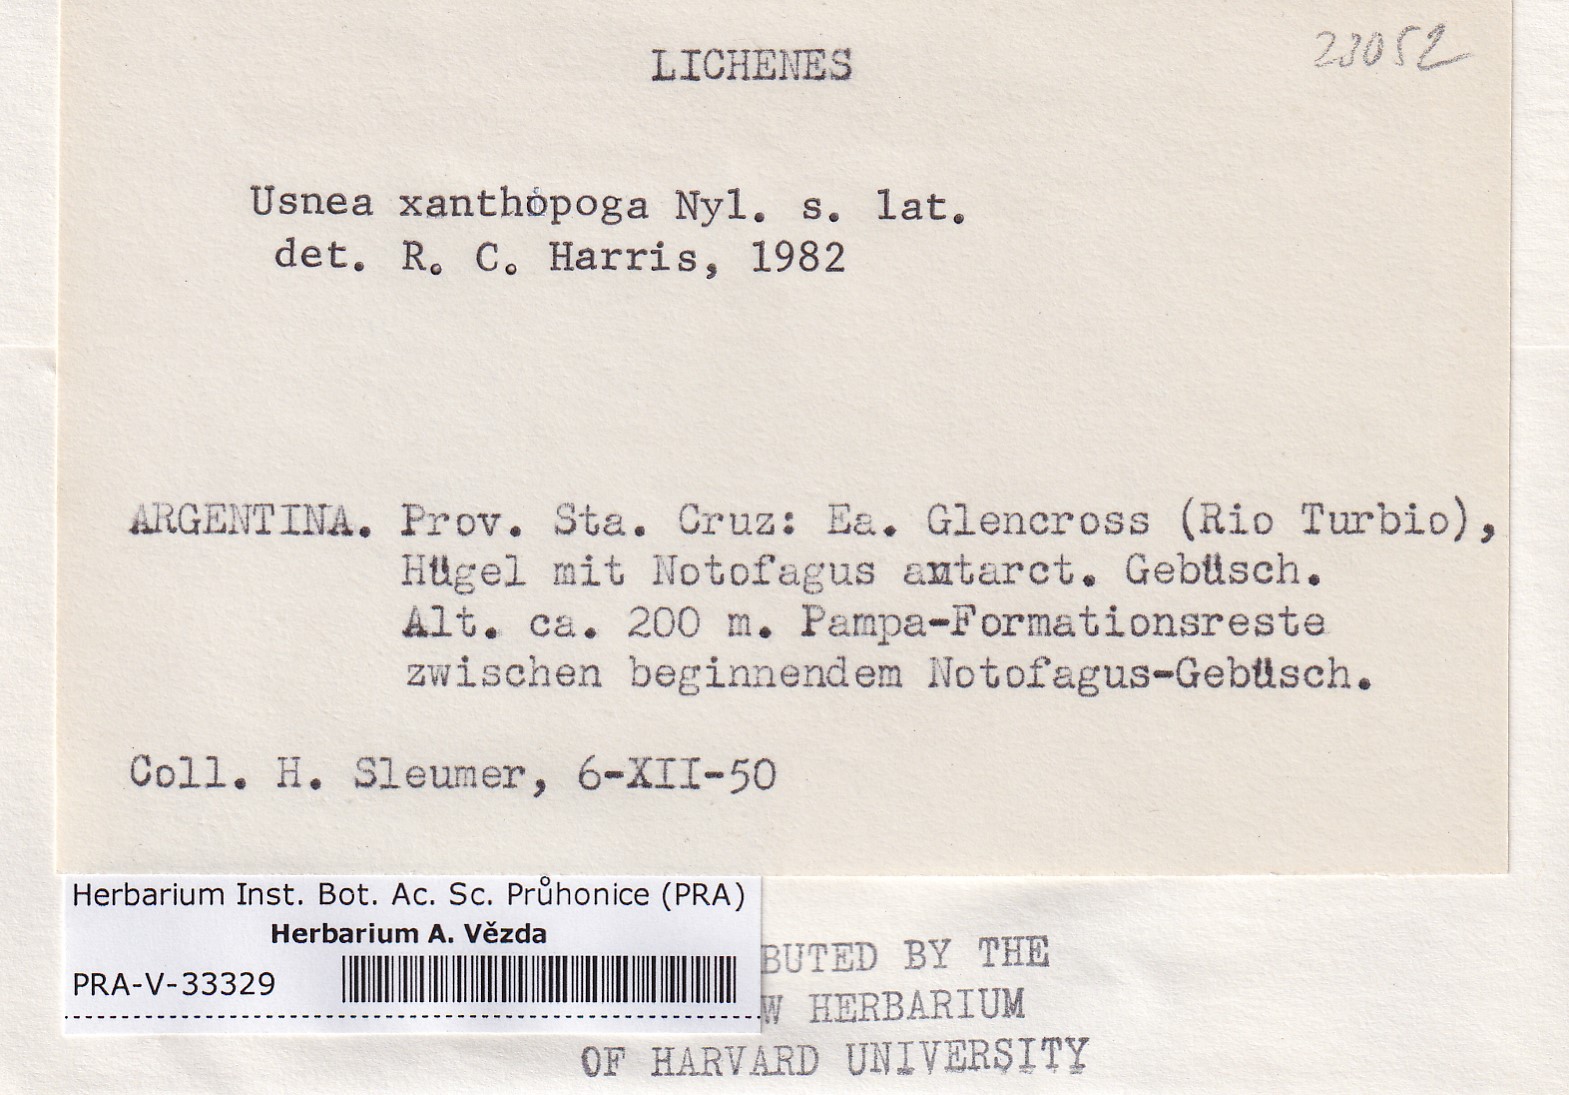 LICHENES
23052
Usnea xanthopoga Nyl. s. lat.
det. R. C. Harris, 1982
ARGENTINA. Prov. Sta. Cruz: Ea. Glencross (Rio Turbio),
Hügel mit Notofagus antarct. Gebüsch.
Alt. ca. 200 m. Pampa-Formationsreste
zwischen beginnendem Notofagus-Gebüsch.
Coll. H. Sleumer, 6-XII-50
Herbarium Inst. Bot. Ac. Sc. Průhonice (PRA)
Herbarium A. Vězda
PRA-V-33329
BUTED BY THE
W HERBARIUM
OF HARVARD UNIVERSITY